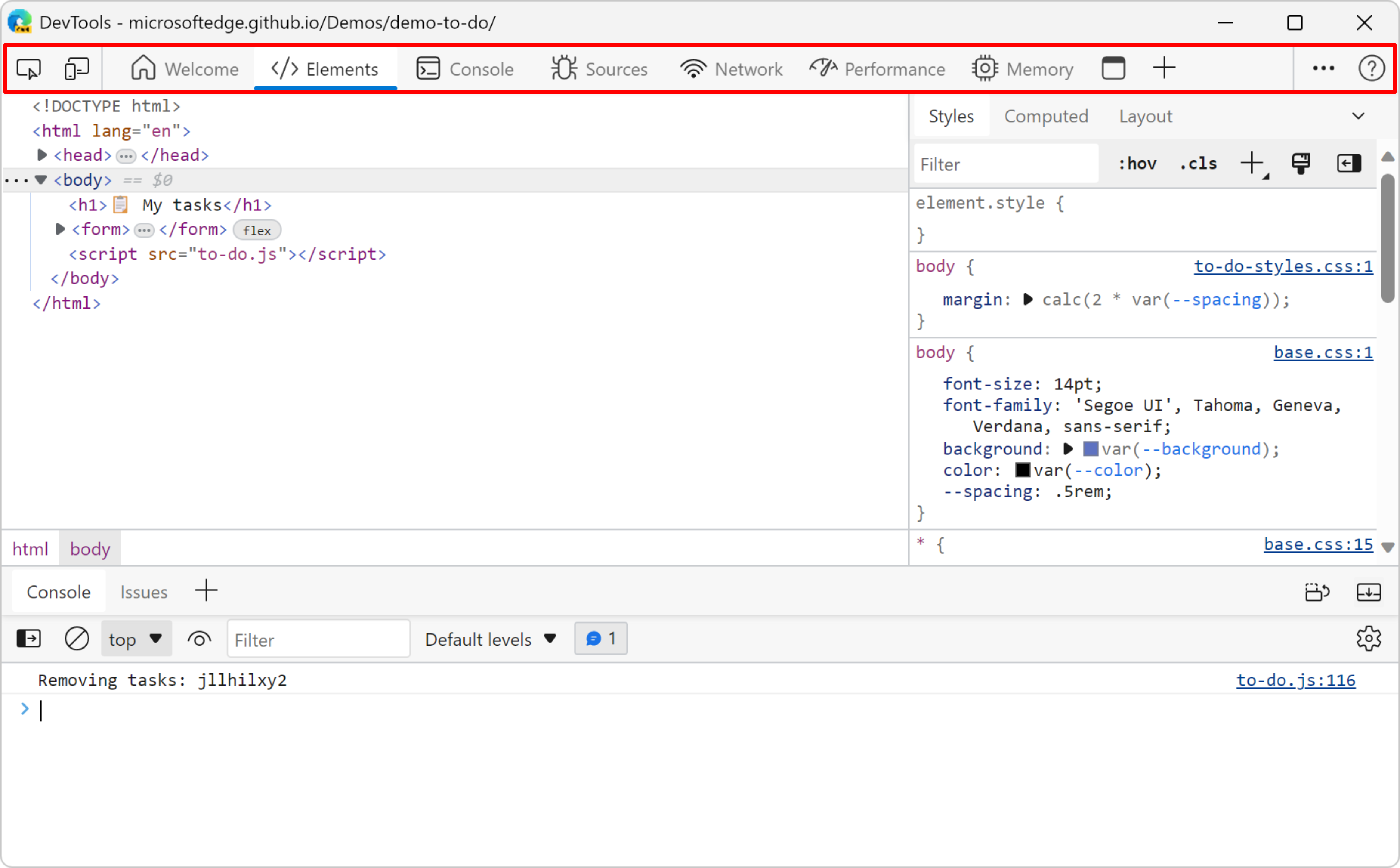 DevTools - microsoftedge.github.io/Demos/demo-to-do/
Welcome </> Elements Console Sources Network Performance Memory
<!DOCTYPE html>
<html lang="en">
<head> ··· </head>
··· <body> == $0
<h1>📋 My tasks</h1>
<form> ··· </form> flex
<script src="to-do.js"></script>
</body>
</html>
html body
Styles Computed Layout
Filter :hov .cls
element.style {
}
body { to-do-styles.css:1
margin: calc(2 * var(--spacing));
}
body { base.css:1
font-size: 14pt;
font-family: 'Segoe UI', Tahoma, Geneva,
Verdana, sans-serif;
background: var(--background);
color: var(--color);
--spacing: .5rem;
}
* { base.css:15
Console Issues
top Filter Default levels 1
Removing tasks: jllhilxy2 to-do.js:116
>